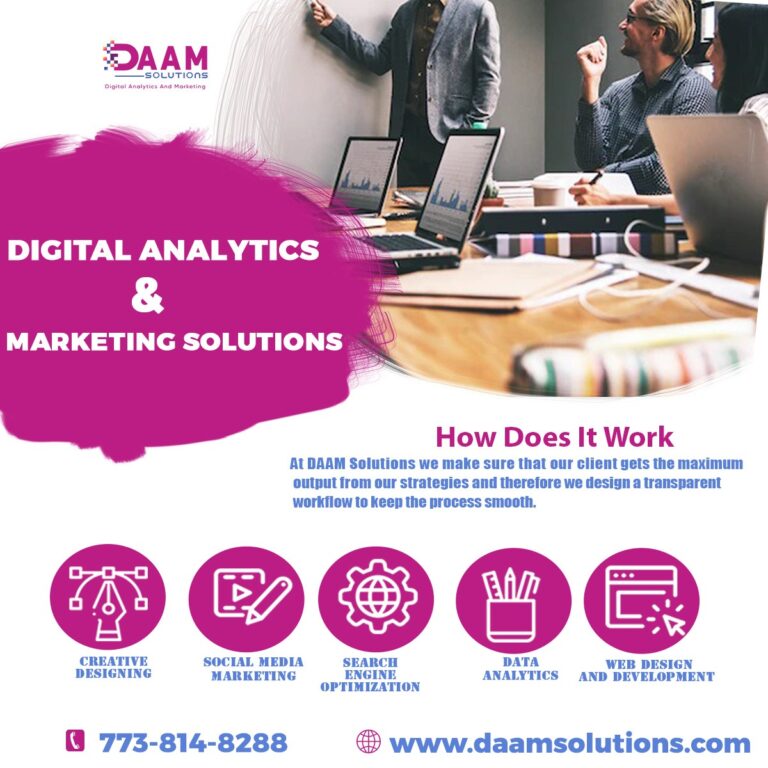 DAAM
SOLUTIONS
Digital Analytics And Marketing
DIGITAL ANALYTICS
&
MARKETING SOLUTIONS
How Does It Work
At DAAM Solutions we make sure that our client gets the maximum
output from our strategies and therefore we design a transparent
workflow to keep the process smooth.
CREATIVE
DESIGNING
SOCIAL MEDIA
MARKETING
SEARCH
ENGINE
OPTIMIZATION
DATA
ANALYTICS
WEB DESIGN
AND DEVELOPMENT
773-814-8288
www.daamsolutions.com